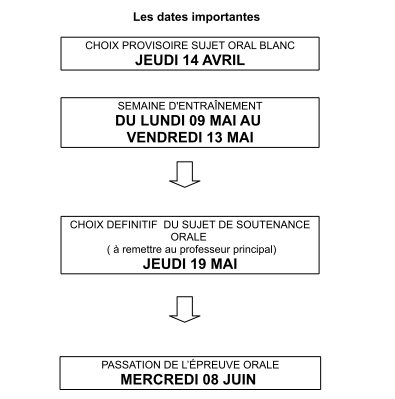 Les dates importantes
CHOIX PROVISOIRE SUJET ORAL BLANC
JEUDI 14 AVRIL
SEMAINE D'ENTRAÎNEMENT
DU LUNDI 09 MAI AU
VENDREDI 13 MAI
CHOIX DEFINITIF  DU SUJET DE SOUTENANCE
ORALE
( à remettre au professeur principal)
JEUDI 19 MAI
PASSATION DE L'ÉPREUVE ORALE
MERCREDI 08 JUIN